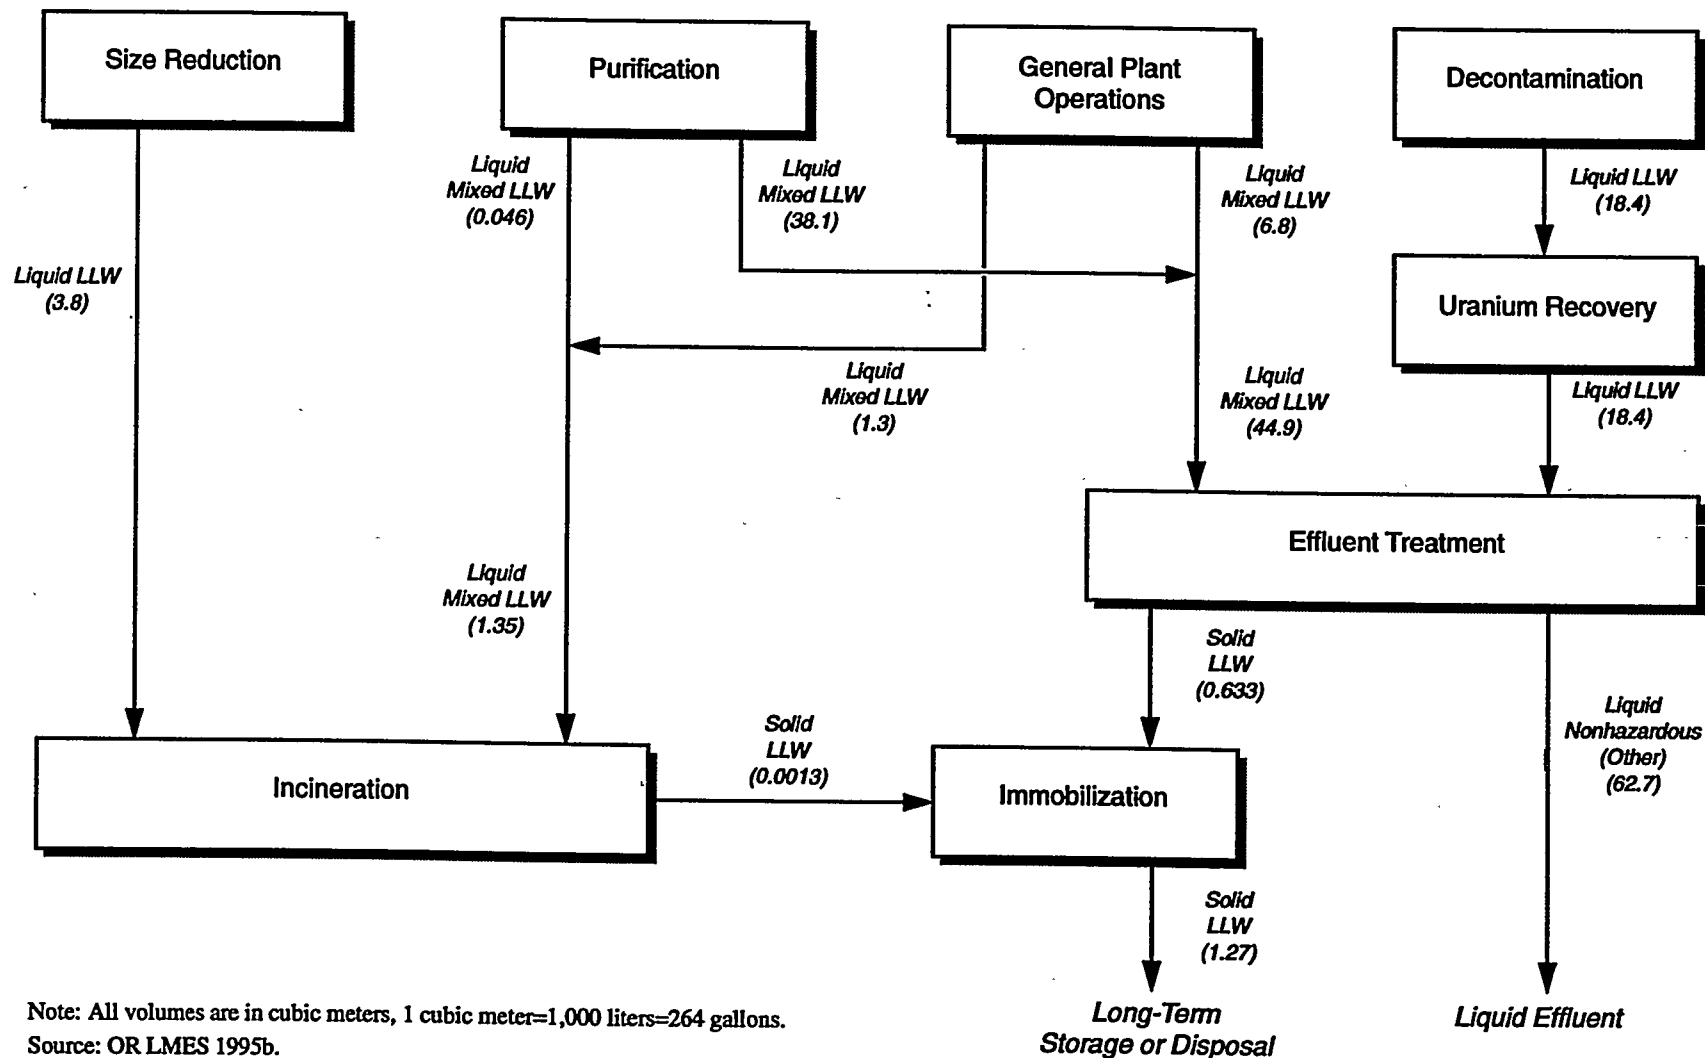 Size Reduction
Purification
General Plant
Operations
Decontamination
Liquid
Mixed LLW
(0.046)
Liquid
Mixed LLW
(38.1)
Liquid
Mixed LLW
(6.8)
Liquid LLW
(18.4)
Liquid LLW
(3.8)
Uranium Recovery
Liquid
Mixed LLW
(1.3)
Liquid
Mixed LLW
(44.9)
Liquid LLW
(18.4)
Effluent Treatment
Liquid
Mixed LLW
(1.35)
Solid
LLW
(0.633)
Liquid
Nonhazardous
(Other)
(62.7)
Incineration
Solid
LLW
(0.0013)
Immobilization
Solid
LLW
(1.27)
Long-Term
Storage or Disposal
Liquid Effluent
Note: All volumes are in cubic meters, 1 cubic meter=1,000 liters=264 gallons.
Source: OR LMES 1995b.